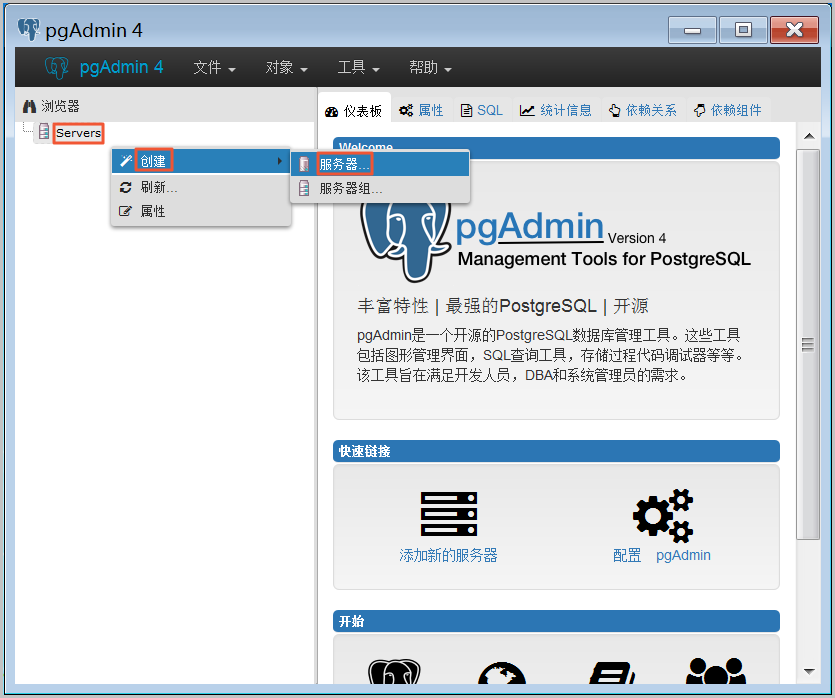 pgAdmin 4
pgAdmin 4 文件 对象 工具 帮助
浏览器
仪表板 属性 SQL 统计信息 依赖关系 依赖组件
Servers
Welcome
创建
服务器...
刷新...
服务器组...
属性
pgAdmin Version 4
Management Tools for PostgreSQL
丰富特性 | 最强的PostgreSQL | 开源
pgAdmin是一个开源的PostgreSQL数据库管理工具。这些工具
包括图形管理界面，SQL查询工具，存储过程代码调试器等等。
该工具旨在满足开发人员，DBA和系统管理员的需求。
快速链接
添加新的服务器 配置 pgAdmin
开始